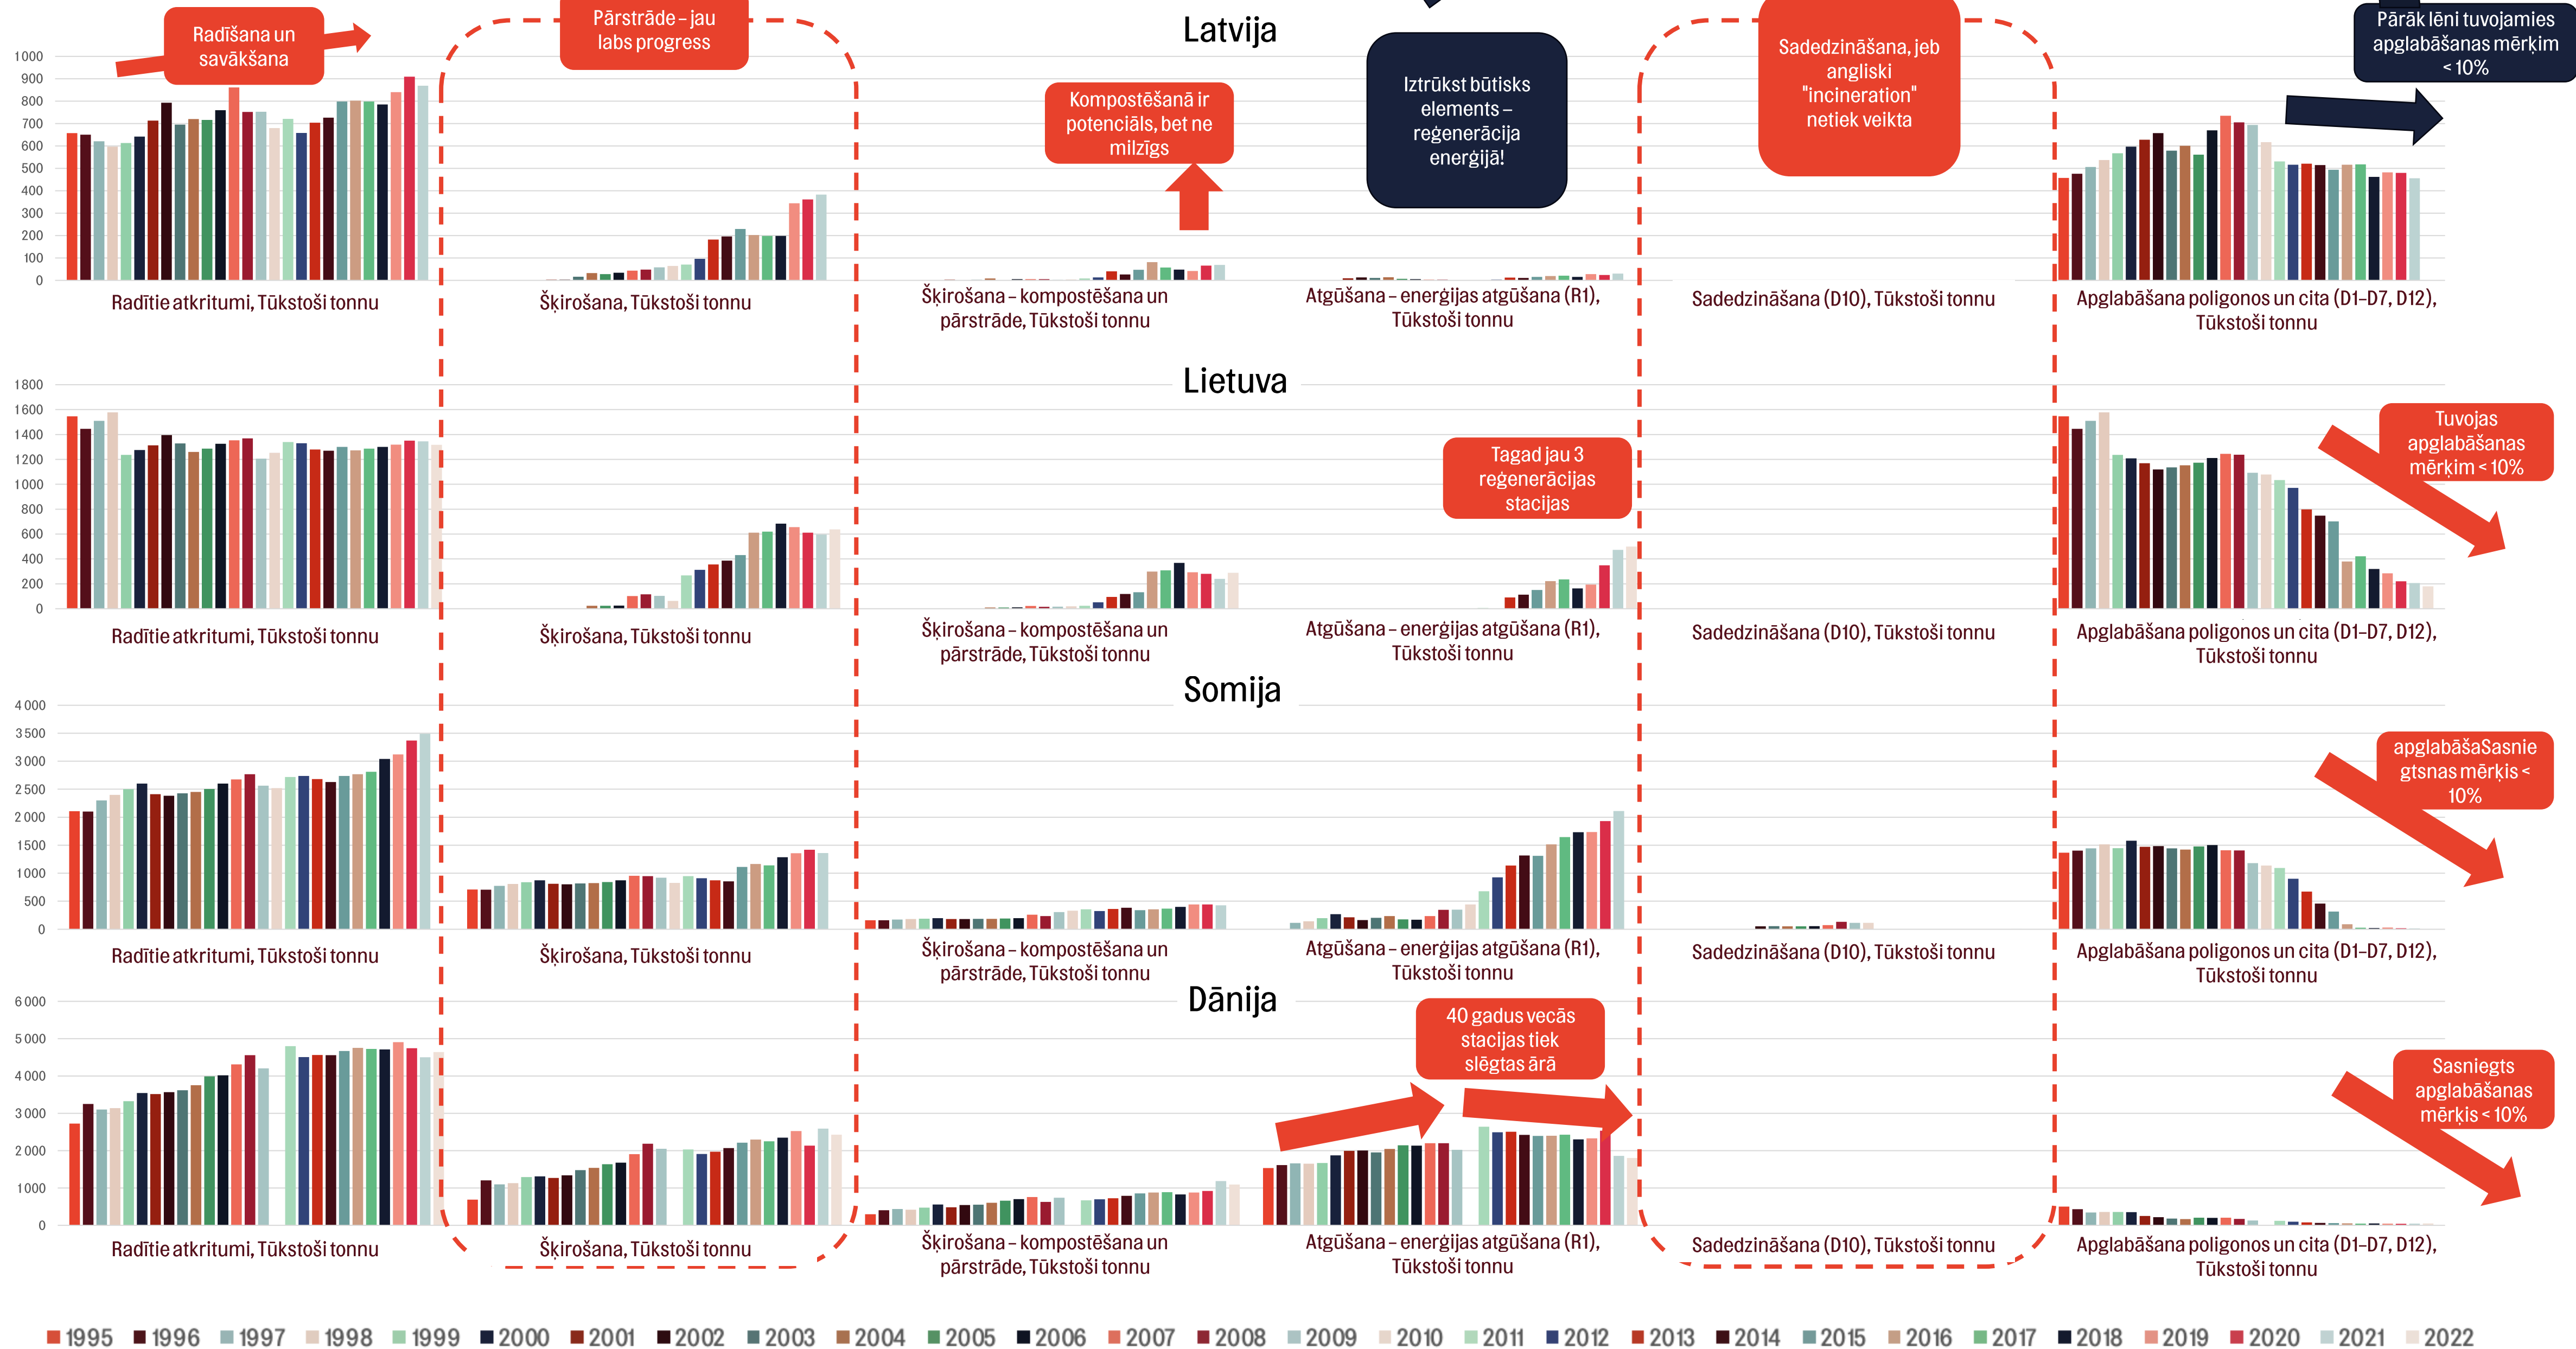 Latvija
Radīšana un
savākšana
Pārstrāde – jau
labs progress
Kompostēšanā ir
potenciāls, bet ne
milzīgs
Iztrūkst būtisks
elements –
reģenerācija
enerģijā!
Sadedzināšana, jeb
angliski
"incineration"
netiek veikta
Pārāk lēni tuvojamies
apglabāšanas mērķim
< 10%
1000
900
800
700
600
500
400
300
200
100
0
Radītie atkritumi, Tūkstoši tonnu
Šķirošana, Tūkstoši tonnu
Šķirošana – kompostēšana un
pārstrāde, Tūkstoši tonnu
Atgūšana – enerģijas atgūšana (R1),
Tūkstoši tonnu
Sadedzināšana (D10), Tūkstoši tonnu
Apglabāšana poligonos un cita (D1–D7, D12),
Tūkstoši tonnu
Lietuva
Tagad jau 3
reģenerācijas
stacijas
Tuvojas
apglabāšanas
mērķim < 10%
1800
1600
1400
1200
1000
800
600
400
200
0
Radītie atkritumi, Tūkstoši tonnu
Šķirošana, Tūkstoši tonnu
Šķirošana – kompostēšana un
pārstrāde, Tūkstoši tonnu
Atgūšana – enerģijas atgūšana (R1),
Tūkstoši tonnu
Sadedzināšana (D10), Tūkstoši tonnu
Apglabāšana poligonos un cita (D1–D7, D12),
Tūkstoši tonnu
Somija
apglabāšaSasnie
gtsnas mērķis <
10%
4 000
3 500
3 000
2 500
2 000
1500
1000
500
0
Radītie atkritumi, Tūkstoši tonnu
Šķirošana, Tūkstoši tonnu
Šķirošana – kompostēšana un
pārstrāde, Tūkstoši tonnu
Atgūšana – enerģijas atgūšana (R1),
Tūkstoši tonnu
Sadedzināšana (D10), Tūkstoši tonnu
Apglabāšana poligonos un cita (D1–D7, D12),
Tūkstoši tonnu
Dānija
40 gadus vecās
stacijas tiek
slēgtas ārā
Sasniegts
apglabāšanas
mērķis < 10%
6 000
5 000
4 000
3 000
2 000
1 000
0
Radītie atkritumi, Tūkstoši tonnu
Šķirošana, Tūkstoši tonnu
Šķirošana – kompostēšana un
pārstrāde, Tūkstoši tonnu
Atgūšana – enerģijas atgūšana (R1),
Tūkstoši tonnu
Sadedzināšana (D10), Tūkstoši tonnu
Apglabāšana poligonos un cita (D1–D7, D12),
Tūkstoši tonnu
1995 1996 1997 1998 1999 2000 2001 2002 2003 2004 2005 2006 2007 2008 2009 2010 2011 2012 2013 2014 2015 2016 2017 2018 2019 2020 2021 2022